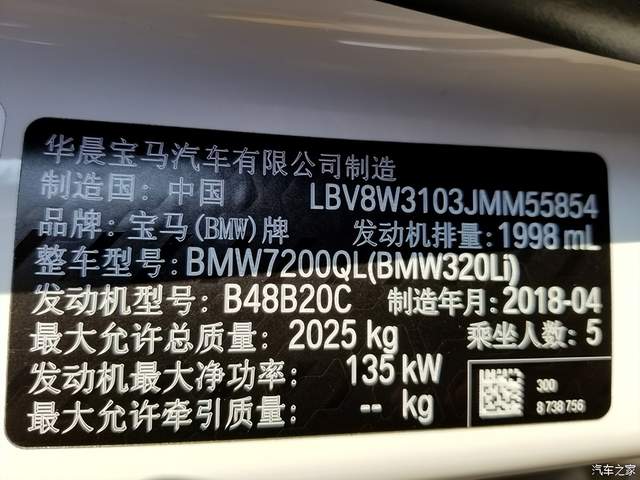 华晨宝马汽车有限公司制造
制造国: 中国 LBV8W3103JMM55854
品牌: 宝马(BMW)牌 发动机排量: 1998 mL
整车型号: BMW7200QL(BMW320Li)
发动机型号: B48B20C 制造年月: 2018-04
最大允许总质量: 2025 kg 乘坐人数: 5
发动机最大净功率: 135 kW
最大允许牵引质量: -- kg
300
8 738 756
汽车之家